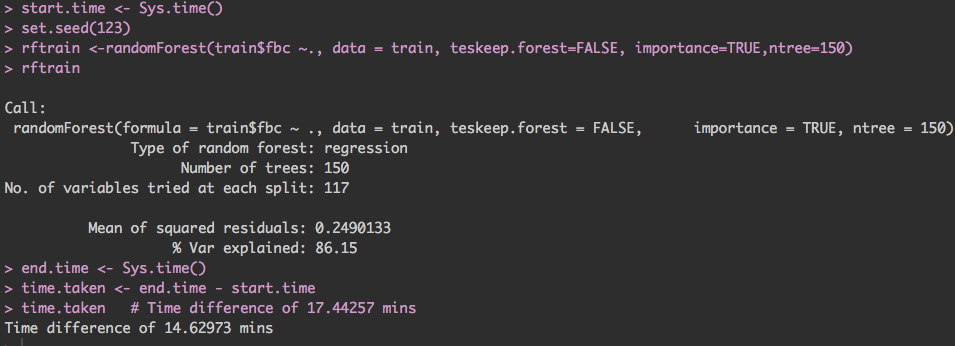 > start.time <- Sys.time()
> set.seed(123)
> rftrain <-randomForest(train$fbc ~., data = train, teskeep.forest=FALSE, importance=TRUE,ntree=150)
> rftrain
Call:
 randomForest(formula = train$fbc ~ ., data = train, teskeep.forest = FALSE,      importance = TRUE, ntree = 150)
               Type of random forest: regression
                     Number of trees: 150
No. of variables tried at each split: 117
          Mean of squared residuals: 0.2490133
                    % Var explained: 86.15
> end.time <- Sys.time()
> time.taken <- end.time - start.time
> time.taken   # Time difference of 17.44257 mins
Time difference of 14.62973 mins